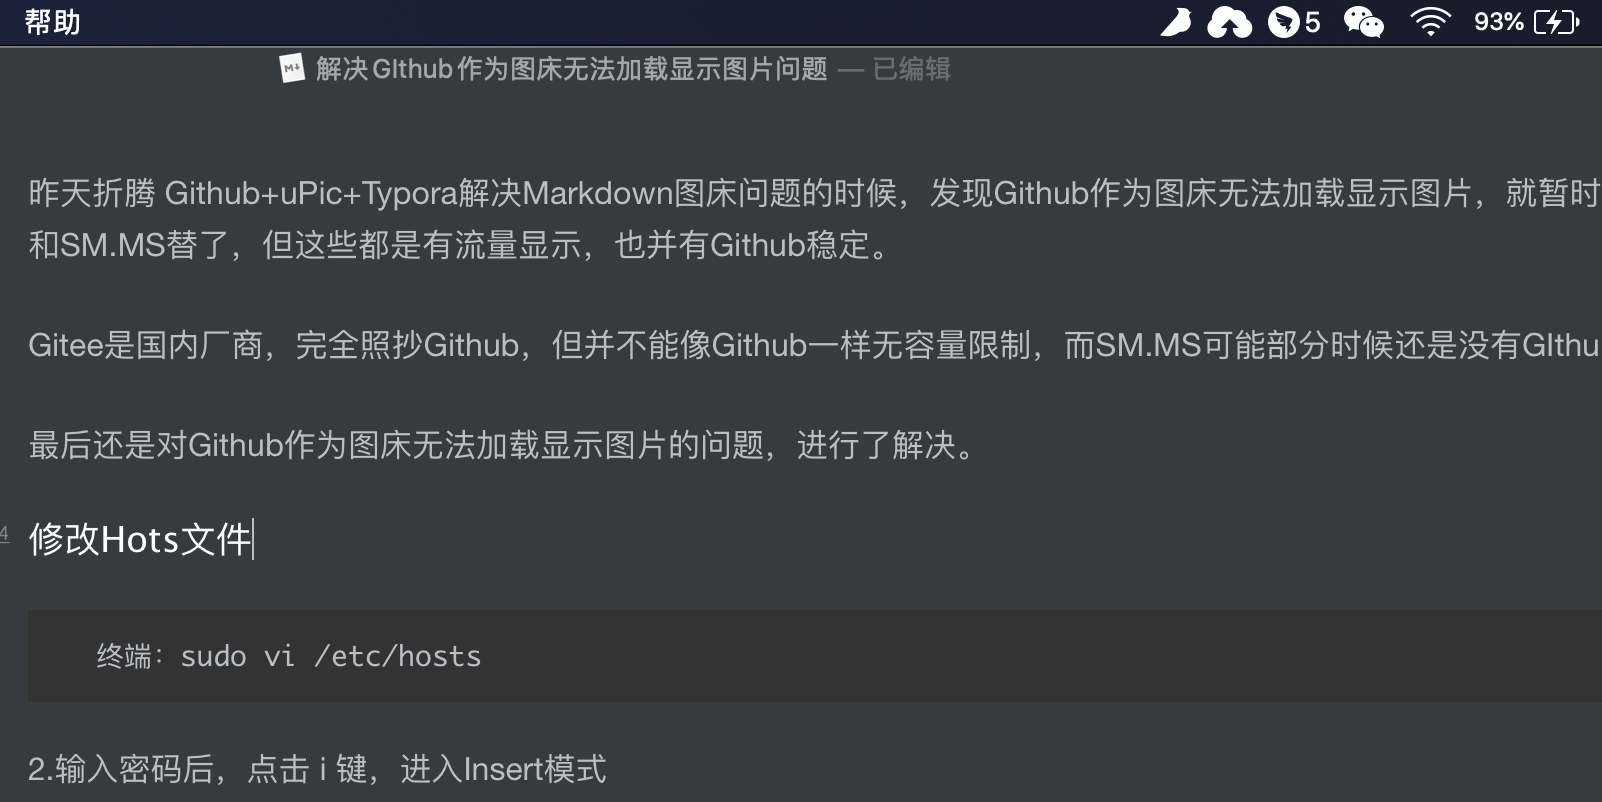 帮助
5
93%
解决GIthub作为图床无法加载显示图片问题 — 已编辑
昨天折腾 Github+uPic+Typora解决Markdown图床问题的时候，发现Github作为图床无法加载显示图片，就暂时
和SM.MS替了，但这些都是有流量显示，也并有Github稳定。
Gitee是国内厂商，完全照抄Github，但并不能像Github一样无容量限制，而SM.MS可能部分时候还是没有GIthu
最后还是对Github作为图床无法加载显示图片的问题，进行了解决。
4
修改Hots文件
终端：sudo vi /etc/hosts
2.输入密码后，点击 i 键，进入Insert模式